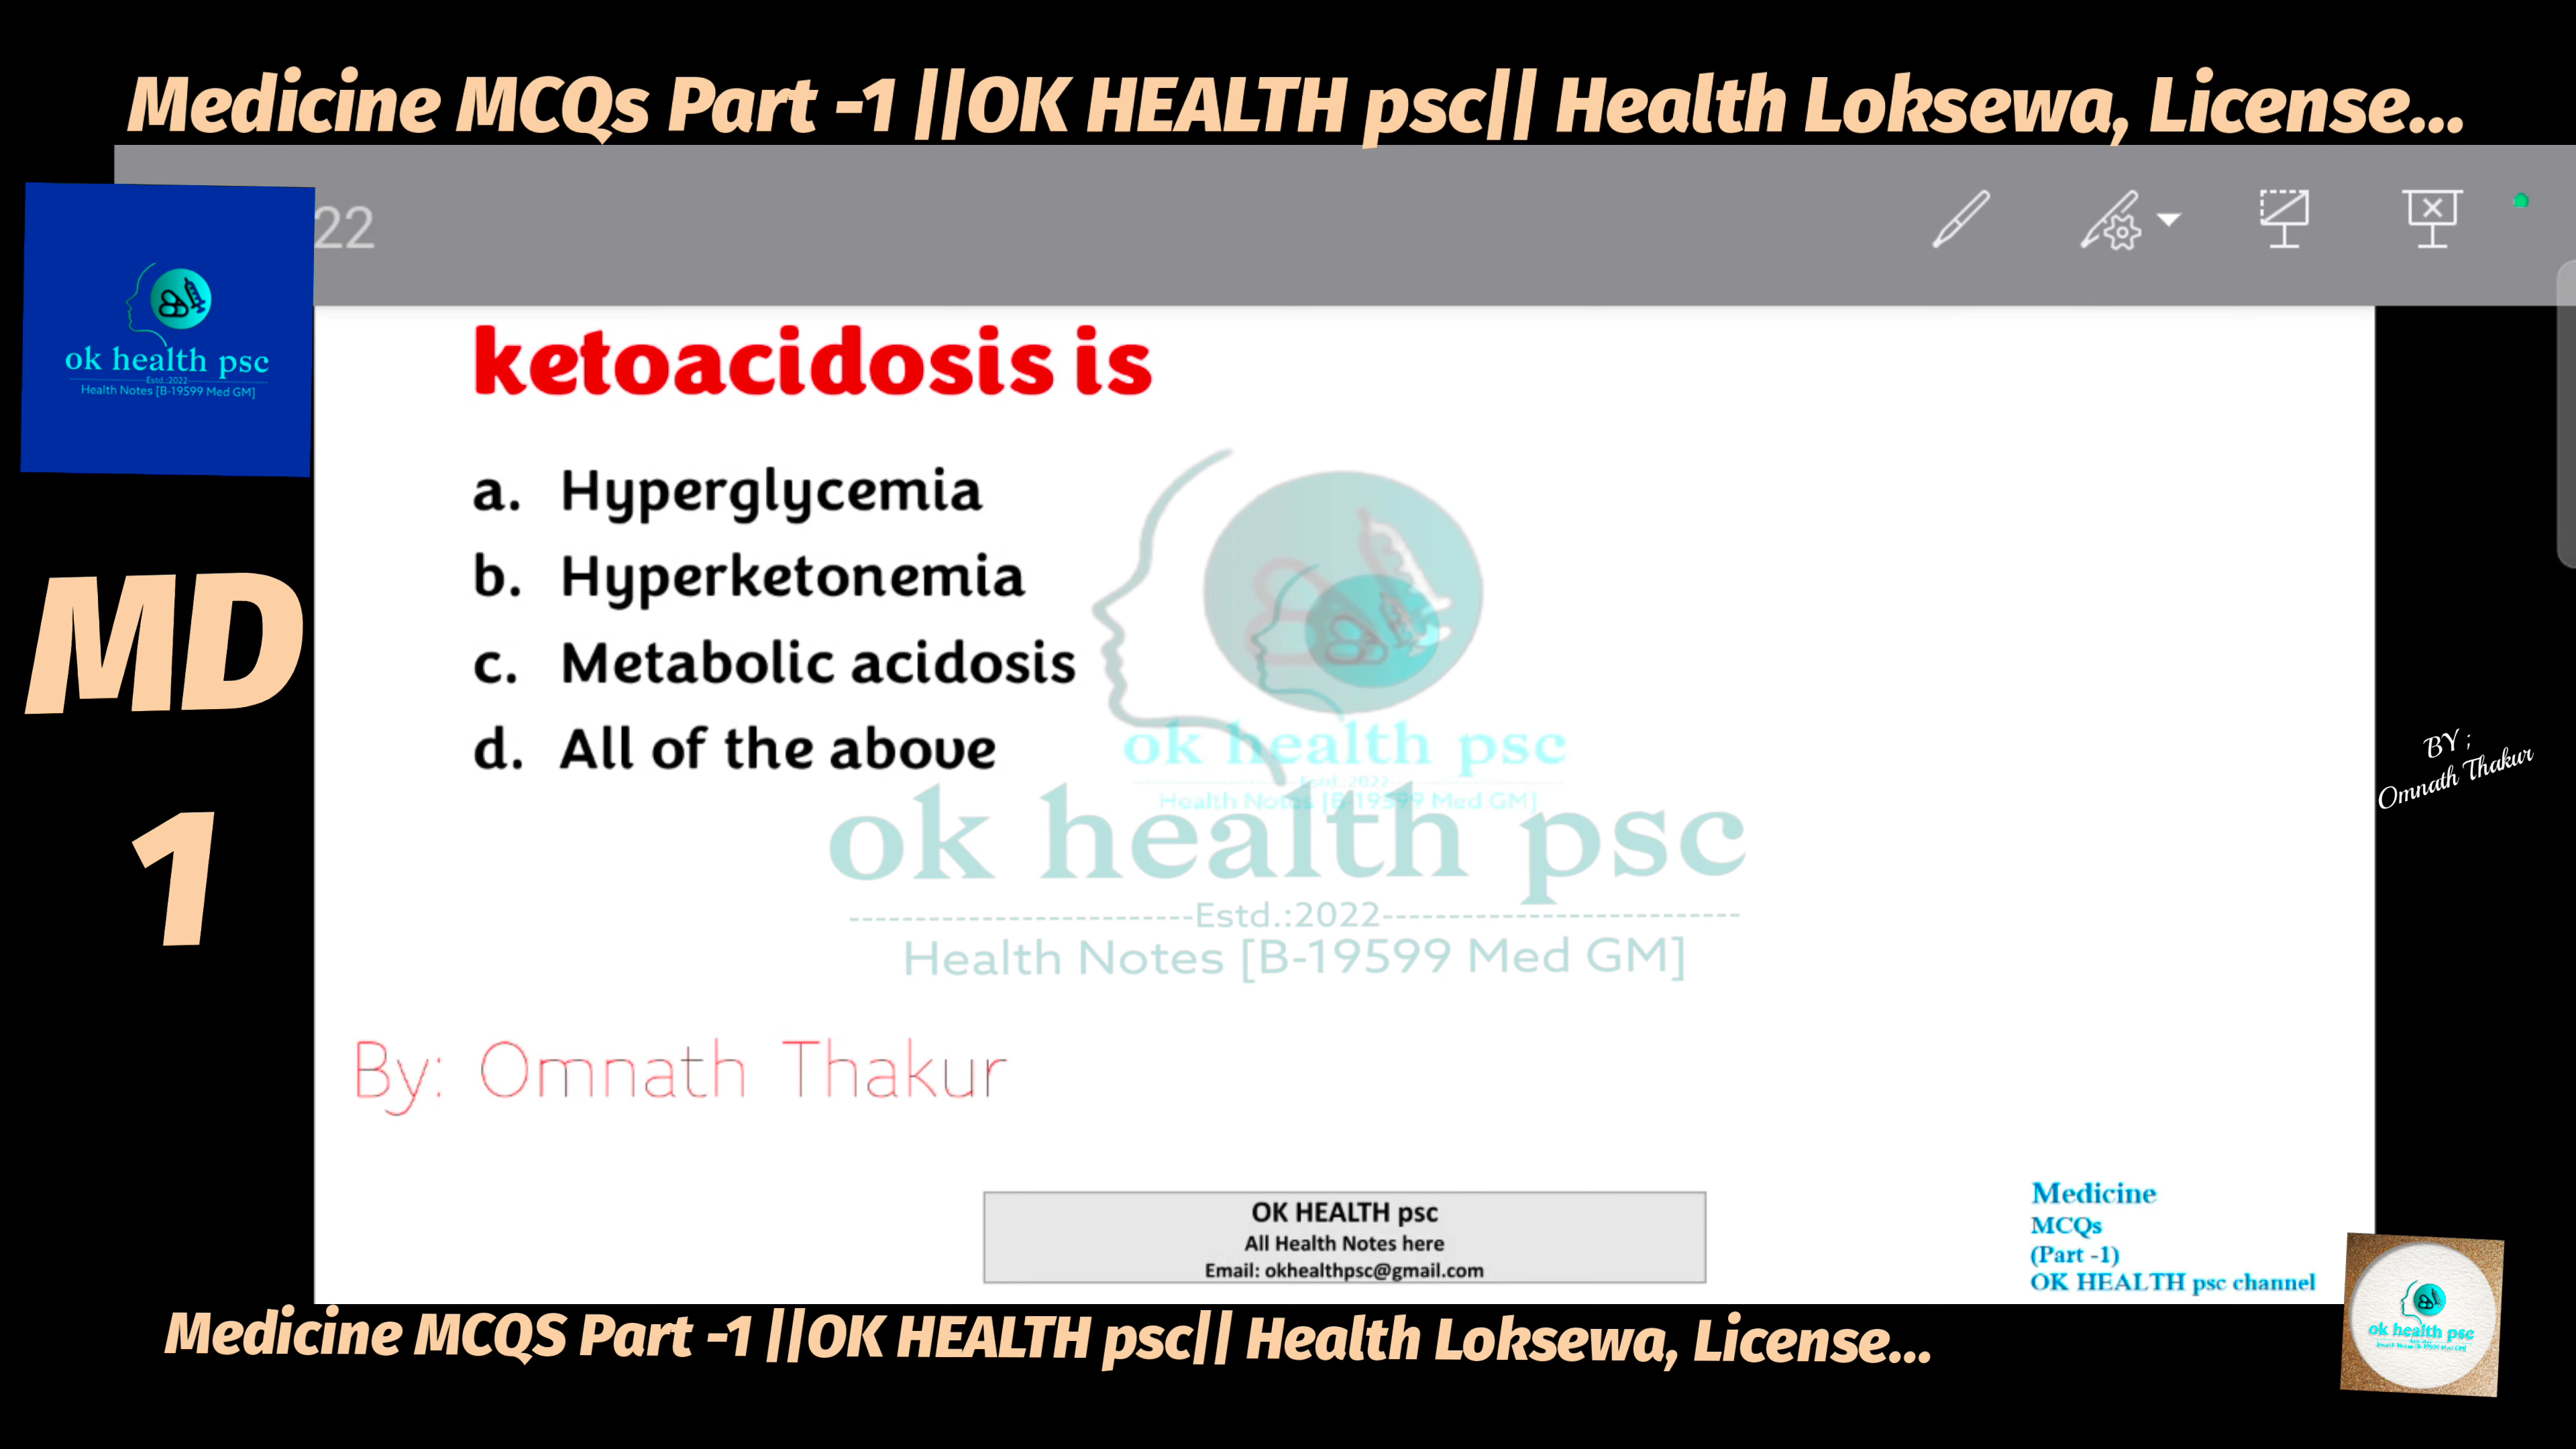 Medicine MCQs Part -1 ||OK HEALTH psc|| Health Loksewa, License...
22
ok health psc
Estd.:2022
Health Notes [B-19599 Med GM]
MD
1
ketoacidosis is
a. Hyperglycemia
b. Hyperketonemia
c. Metabolic acidosis
d. All of the above
ok health psc
Estd.:2022
Health Notes [B-19599 Med GM]
ok health psc
Estd.:2022
Health Notes [B-19599 Med GM]
BY ;
Omnath Thakur
By: Omnath Thakur
OK HEALTH psc
All Health Notes here
Email: okhealthpsc@gmail.com
Medicine
MCQs
(Part -1)
OK HEALTH psc channel
ok health psc
Medicine MCQS Part -1 ||OK HEALTH psc|| Health Loksewa, License...